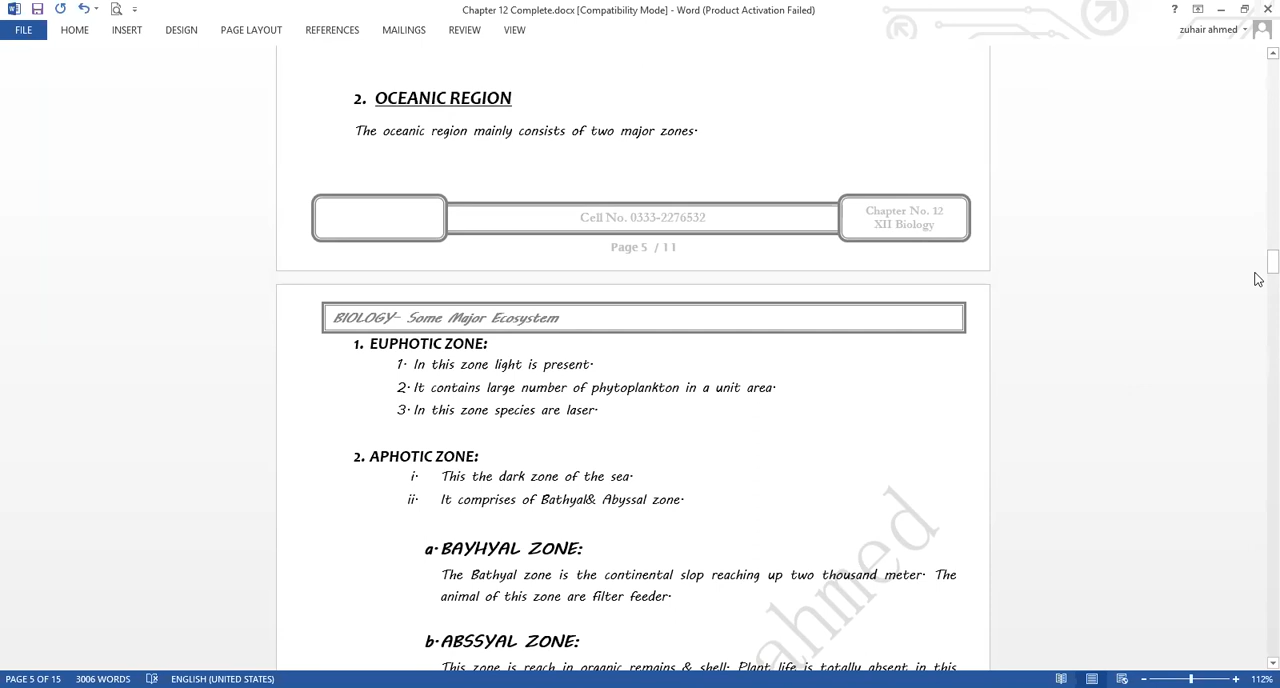 Chapter 12 Complete.docx [Compatibility Mode] - Word (Product Activation Failed)
FILE HOME INSERT DESIGN PAGE LAYOUT REFERENCES MAILINGS REVIEW VIEW
zuhair ahmed
2. OCEANIC REGION
The oceanic region mainly consists of two major zones.
Cell No. 0333-2276532
Chapter No. 12
XII Biology
Page 5 / 11
BIOLOGY- Some Major Ecosystem
1. EUPHOTIC ZONE:
1. In this zone light is present.
2. It contains large number of phytoplankton in a unit area.
3. In this zone species are laser.
2. APHOTIC ZONE:
i. This the dark zone of the sea.
ii. It comprises of Bathyal& Abyssal zone.
a. BAYHYAL ZONE:
The Bathyal zone is the continental slop reaching up two thousand meter. The
animal of this zone are filter feeder.
b. ABSSYAL ZONE:
This zone is reach in organic remains & shell. Plant life is totally absent in this
ahmed
PAGE 5 OF 15 3006 WORDS ENGLISH (UNITED STATES) 112%